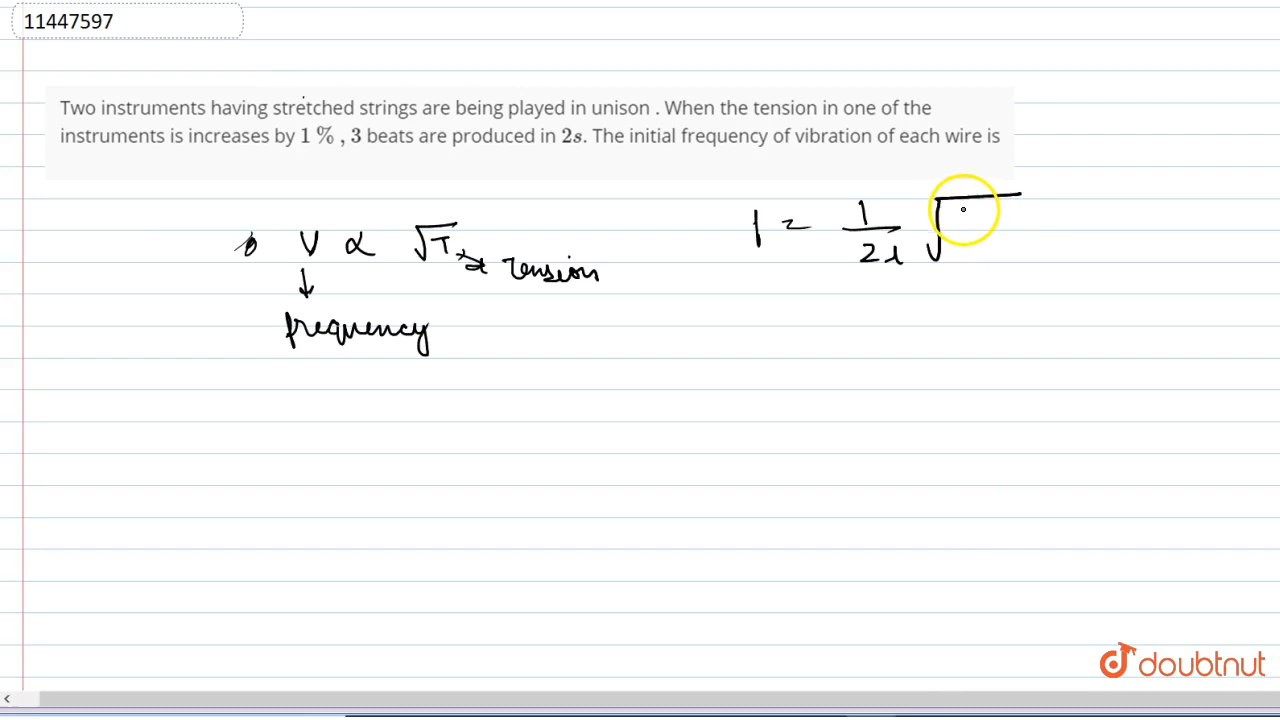 11447597
Two instruments having stretched strings are being played in unison . When the tension in one of the
instruments is increases by 1 % , 3 beats are produced in 2s. The initial frequency of vibration of each wire is
ν ∝ √T → Tension
↓
frequency
f = 1/2l √
doubtnut